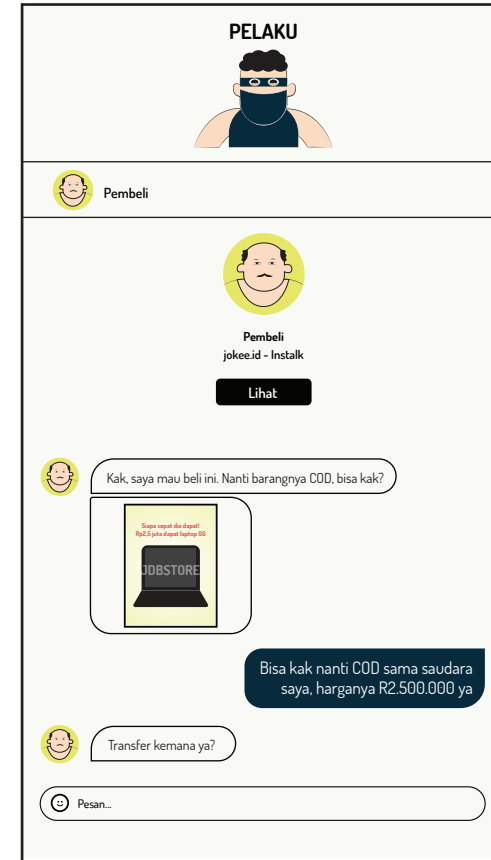 PELAKU
Pembeli
Pembeli
jokee.id - Instalk
Lihat
Kak, saya mau beli ini. Nanti barangnya COD, bisa kak?
Siapa cepat dia dapat!
Rp2,5 juta dapat laptop GG
JDBSTORE
Bisa kak nanti COD sama saudara
saya, harganya R2.500.000 ya
Transfer kemana ya?
Pesan...